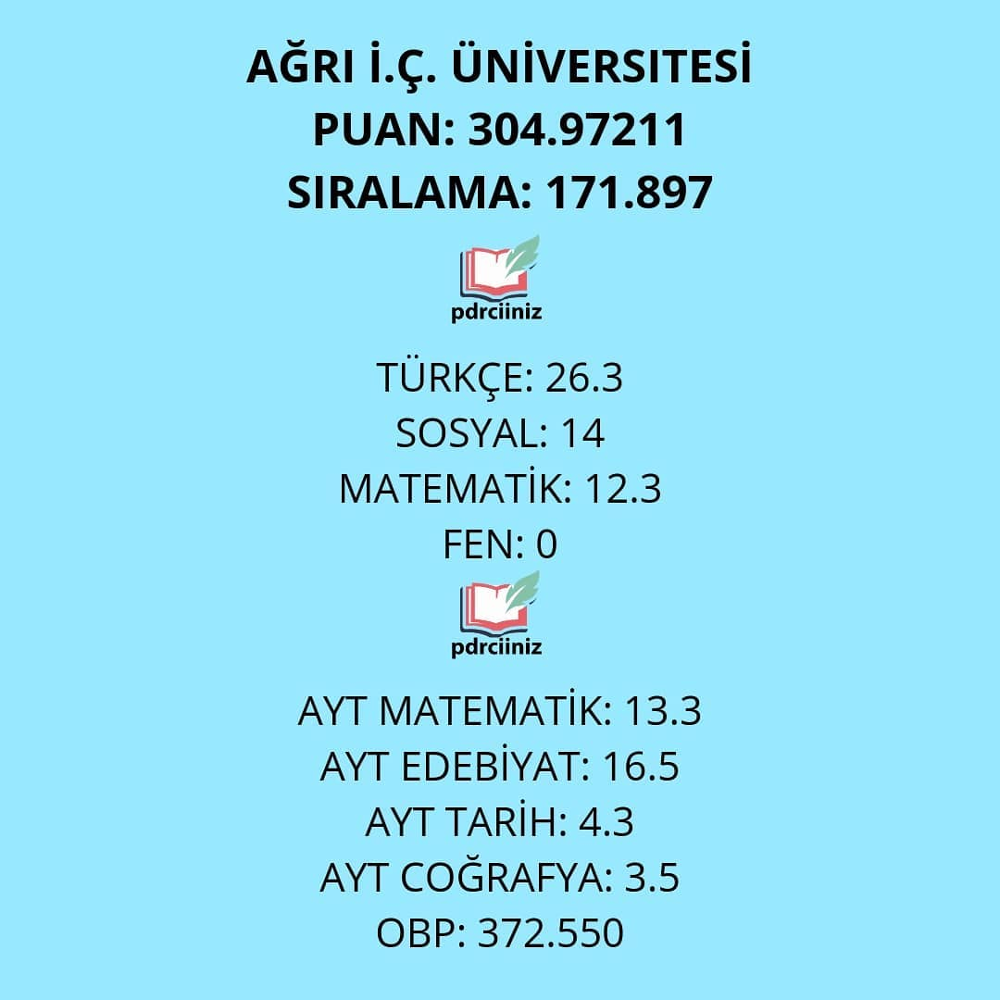 AĞRI İ.Ç. ÜNİVERSITESİ
PUAN: 304.97211
SIRALAMA: 171.897
pdrciiniz
TÜRKÇE: 26.3
SOSYAL: 14
MATEMATİK: 12.3
FEN: 0
pdrciiniz
AYT MATEMATİK: 13.3
AYT EDEBİYAT: 16.5
AYT TARİH: 4.3
AYT COĞRAFYA: 3.5
OBP: 372.550